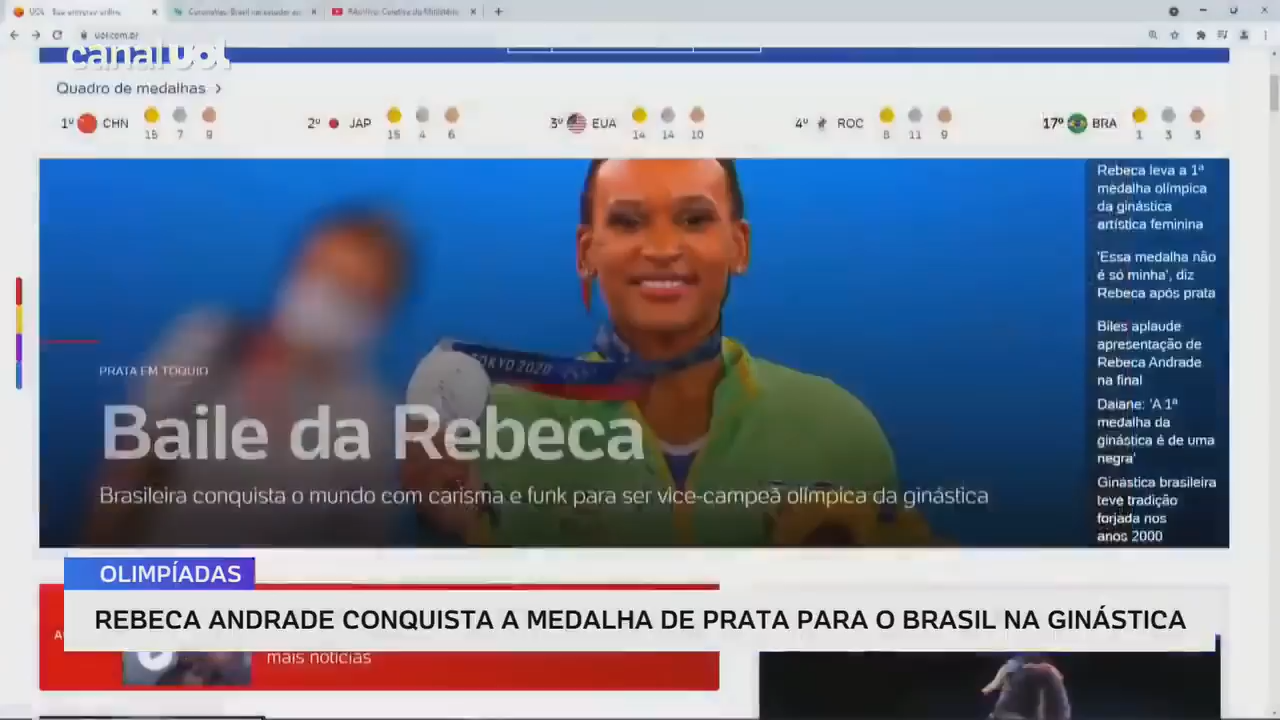 uol.com.br
canal uol
Quadro de medalhas >
1º CHN 15 7 9
2º JAP 15 4 6
3º EUA 14 14 10
4º ROC 8 11 9
17º BRA 1 3 3
TOKYO 2020
PRATA EM TÓQUIO
Baile da Rebeca
Brasileira conquista o mundo com carisma e funk para ser vice-campeã olímpica da ginástica
Rebeca leva a 1ª
medalha olímpica
da ginástica
artística feminina
'Essa medalha não
é só minha', diz
Rebeca após prata
Biles aplaude
apresentação de
Rebeca Andrade
na final
Daiane: 'A 1ª
medalha da
ginástica é de uma
negra'
Ginástica brasileira
teve tradição
forjada nos
anos 2000
OLIMPÍADAS
REBECA ANDRADE CONQUISTA A MEDALHA DE PRATA PARA O BRASIL NA GINÁSTICA
mais notícias